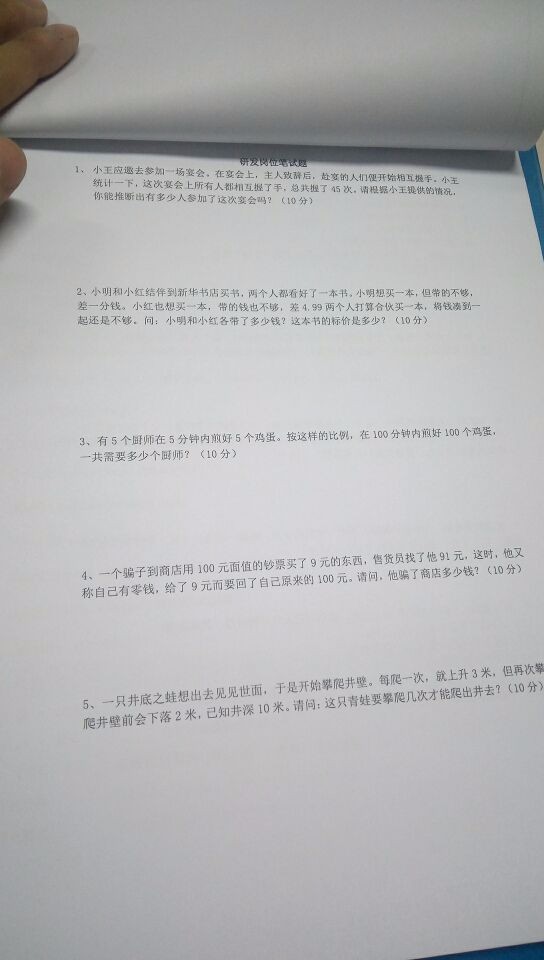 研发岗位笔试题
1、小王应邀去参加一场宴会。在宴会上，主人致辞后，赴宴的人们便开始相互握手。小王
统计一下，这次宴会上所有人都相互握了手，总共握了 45 次。请根据小王提供的情况，
你能推断出有多少人参加了这次宴会吗？（10 分）
2、小明和小红结伴到新华书店买书，两个人都看好了一本书。小明想买一本，但带的不够，
差一分钱。小红也想买一本，带的钱也不够，差 4.99 两个人打算合伙买一本，将钱凑到一
起还是不够。问：小明和小红各带了多少钱？这本书的标价是多少？（10 分）
3、有 5 个厨师在 5 分钟内煎好 5 个鸡蛋。按这样的比例，在 100 分钟内煎好 100 个鸡蛋，
一共需要多少个厨师？（10 分）
4、一个骗子到商店用 100 元面值的钞票买了 9 元的东西，售货员找了他 91 元，这时，他又
称自己有零钱，给了 9 元而要回了自己原来的 100 元。请问，他骗了商店多少钱？（10 分）
5、一只井底之蛙想出去见见世面，于是开始攀爬井壁。每爬一次，就上升 3 米，但再次攀
爬井壁前会下落 2 米，已知井深 10 米。请问：这只青蛙要攀爬几次才能爬出井去？（10 分）